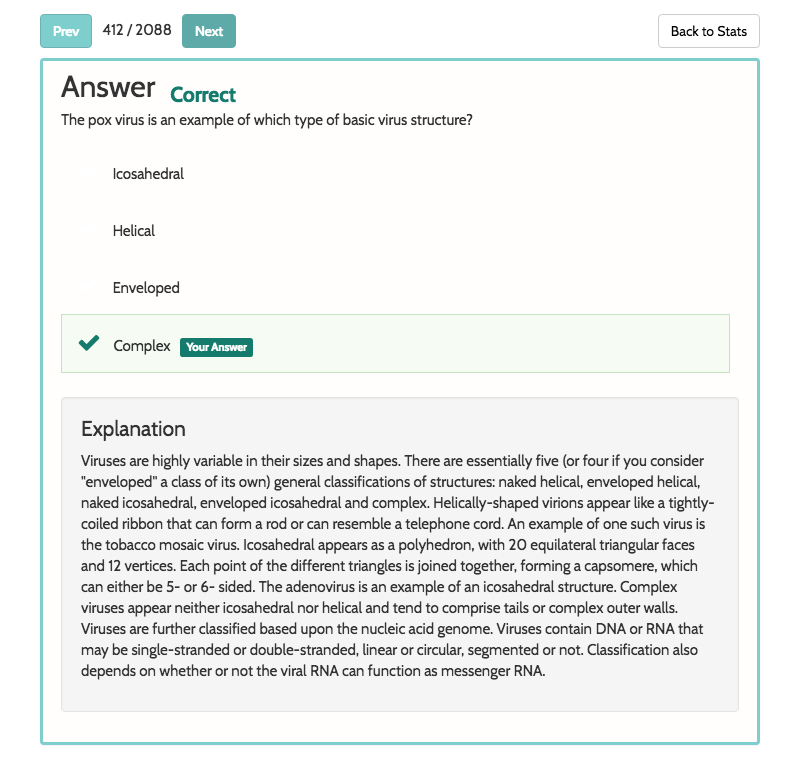 Prev 412 / 2088 Next Back to Stats
Answer Correct
The pox virus is an example of which type of basic virus structure?
Icosahedral
Helical
Enveloped
Complex Your Answer
Explanation
Viruses are highly variable in their sizes and shapes. There are essentially five (or four if you consider
"enveloped" a class of its own) general classifications of structures: naked helical, enveloped helical,
naked icosahedral, enveloped icosahedral and complex. Helically-shaped virions appear like a tightly-
coiled ribbon that can form a rod or can resemble a telephone cord. An example of one such virus is
the tobacco mosaic virus. Icosahedral appears as a polyhedron, with 20 equilateral triangular faces
and 12 vertices. Each point of the different triangles is joined together, forming a capsomere, which
can either be 5- or 6- sided. The adenovirus is an example of an icosahedral structure. Complex
viruses appear neither icosahedral nor helical and tend to comprise tails or complex outer walls.
Viruses are further classified based upon the nucleic acid genome. Viruses contain DNA or RNA that
may be single-stranded or double-stranded, linear or circular, segmented or not. Classification also
depends on whether or not the viral RNA can function as messenger RNA.